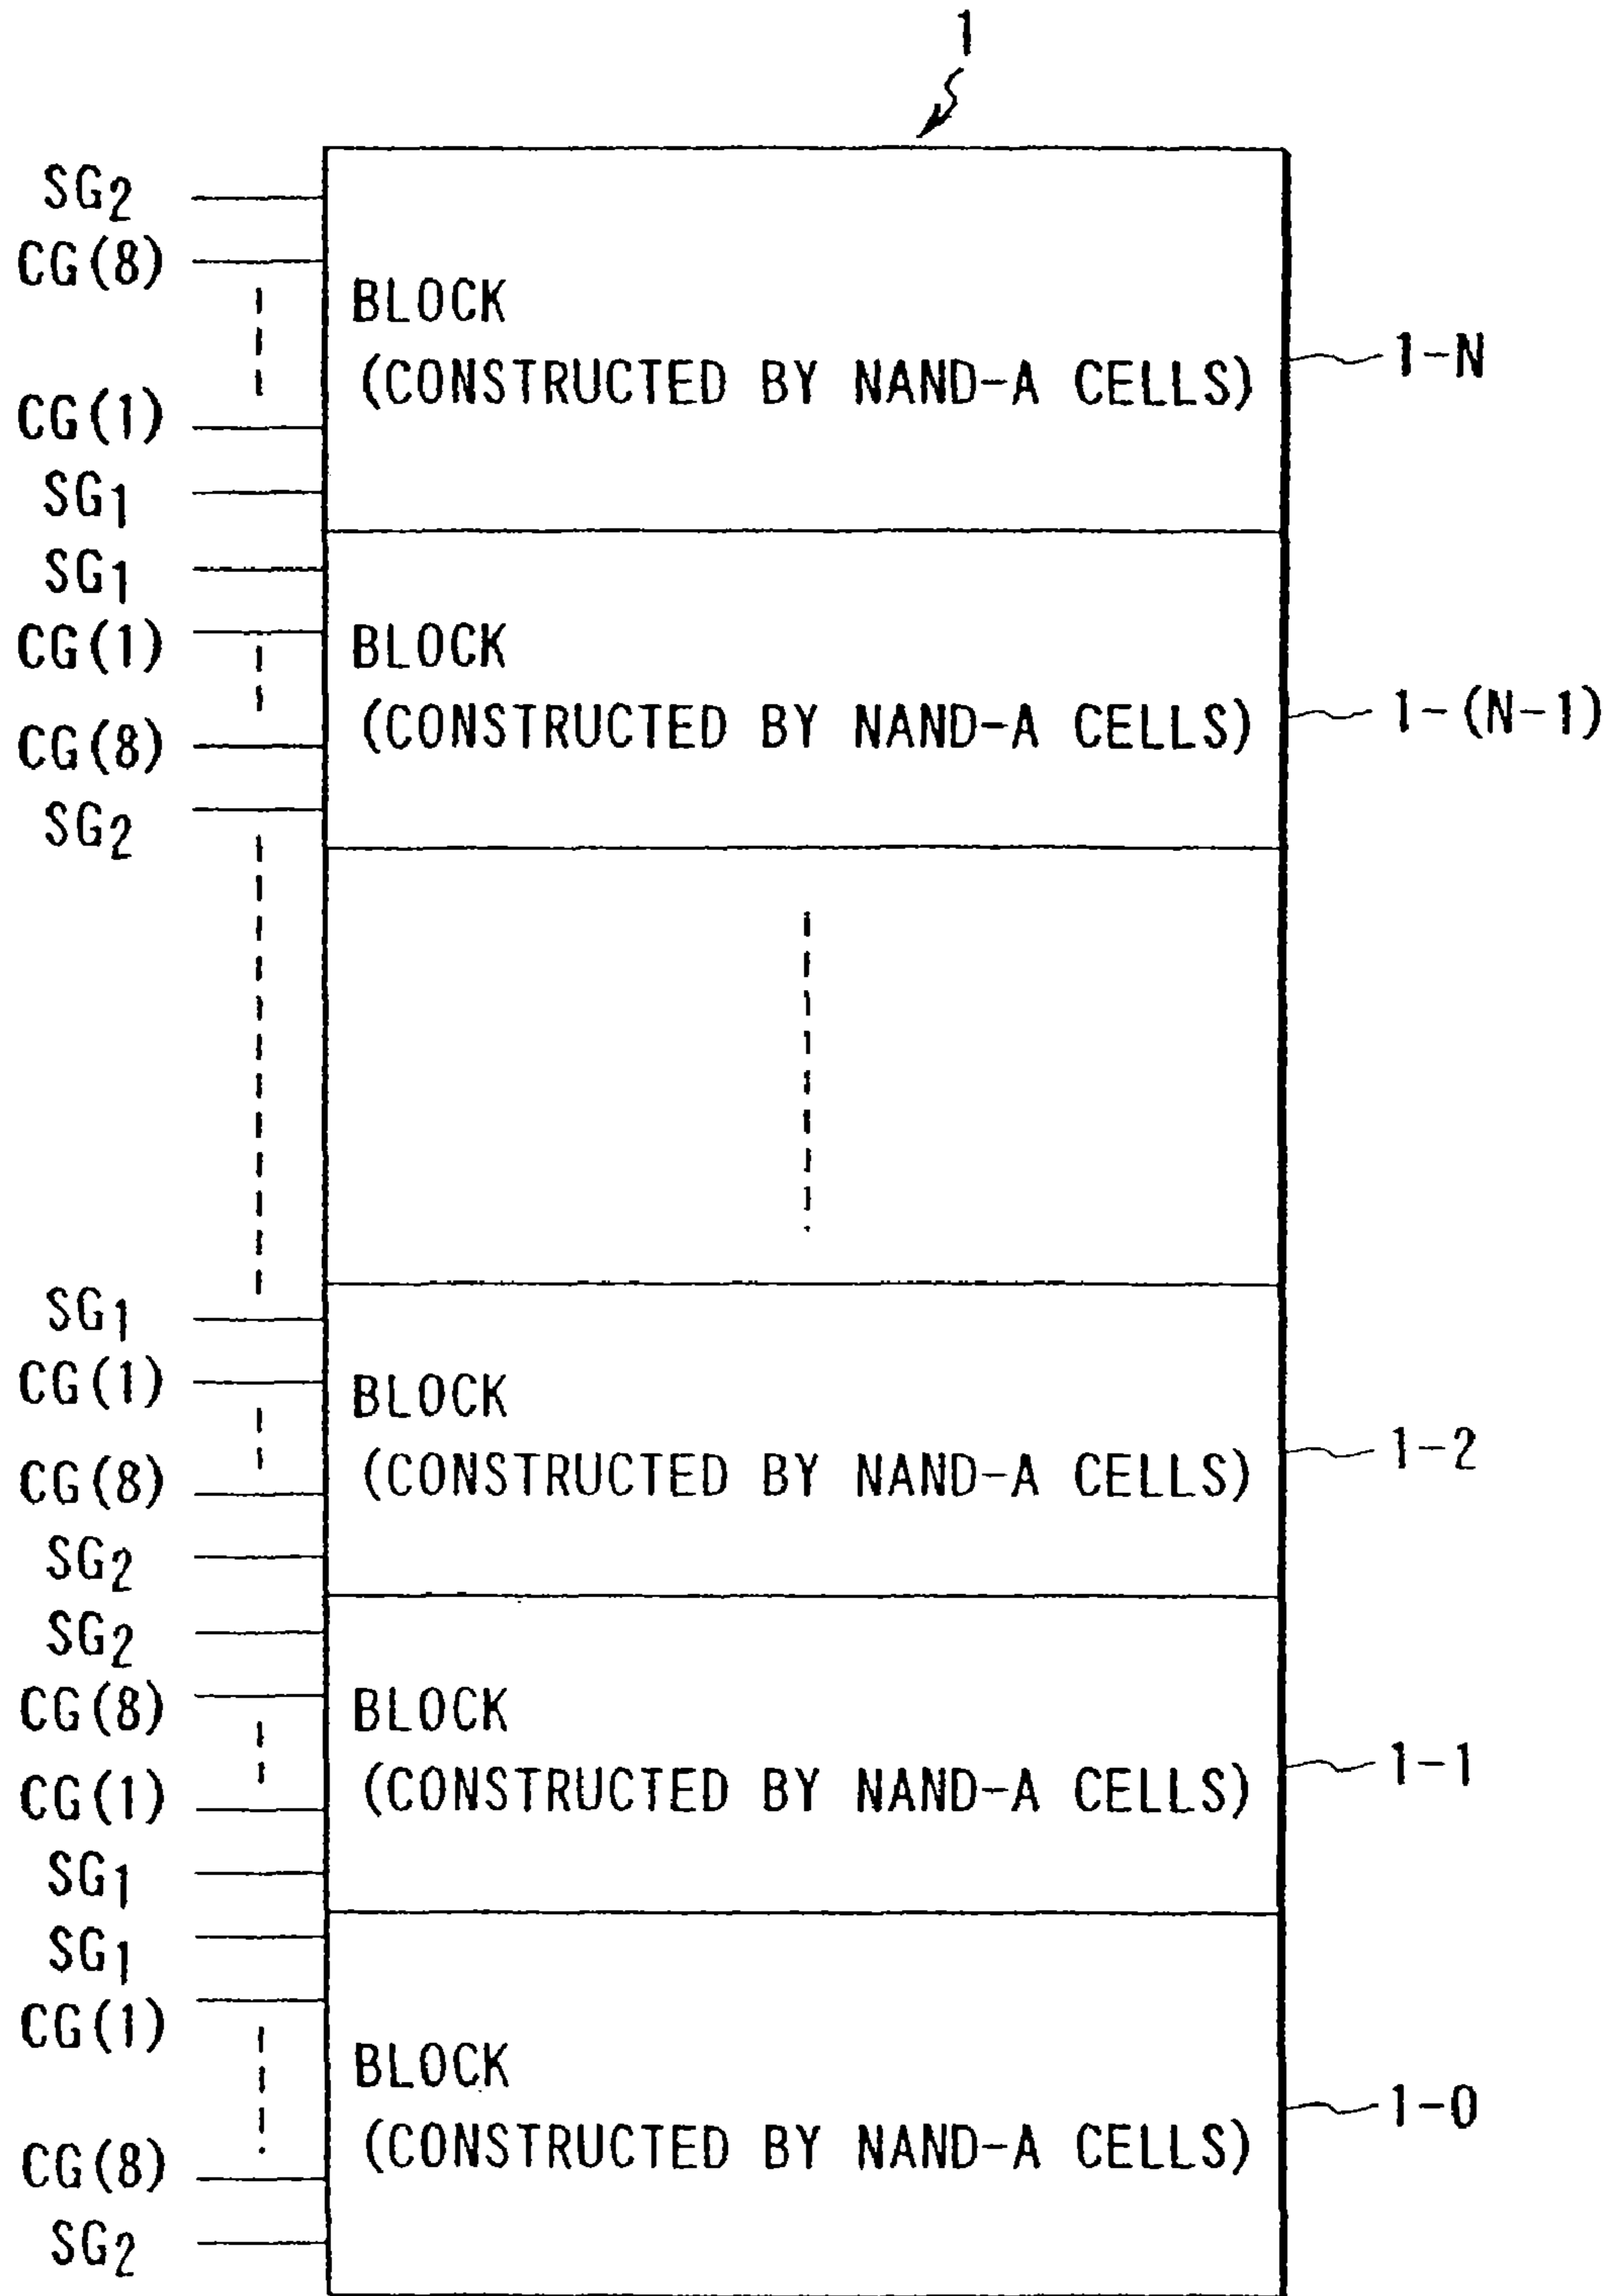 1
SG2
CG(8)
BLOCK
(CONSTRUCTED BY NAND-A CELLS)
1-N
CG(1)
SG1
SG1
CG(1)
BLOCK
(CONSTRUCTED BY NAND-A CELLS)
1-(N-1)
CG(8)
SG2
SG1
CG(1)
BLOCK
(CONSTRUCTED BY NAND-A CELLS)
1-2
CG(8)
SG2
SG2
CG(8)
BLOCK
(CONSTRUCTED BY NAND-A CELLS)
1-1
CG(1)
SG1
SG1
CG(1)
BLOCK
(CONSTRUCTED BY NAND-A CELLS)
1-0
CG(8)
SG2